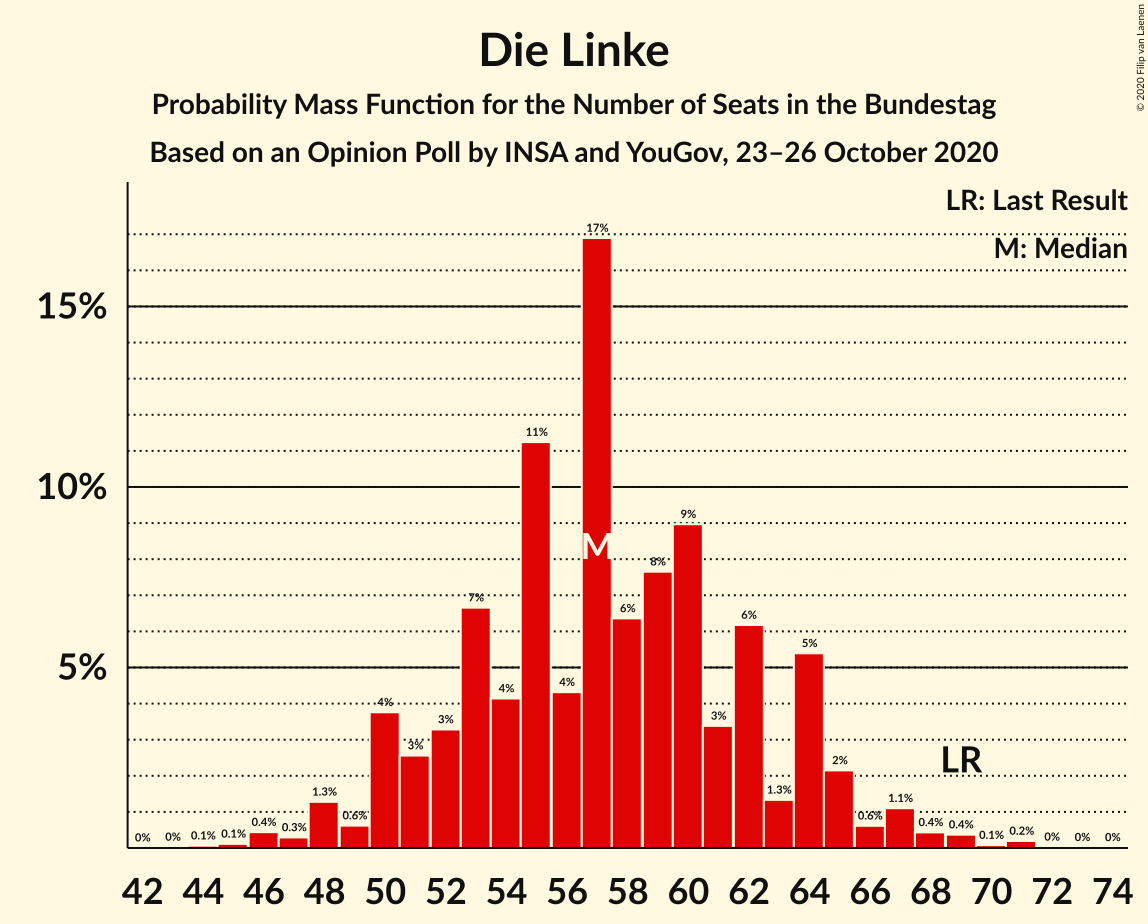 © 2020 Filip van Laenen
Die Linke
Probability Mass Function for the Number of Seats in the Bundestag
Based on an Opinion Poll by INSA and YouGov, 23–26 October 2020
LR: Last Result
M: Median
15%
10%
5%
0% 0% 0.1% 0.1% 0.4% 0.3% 1.3% 0.6% 4% 3% 3% 7% 4% 11% 4% 17% 6% 8% 9% 3% 6% 1.3% 5% 2% 0.6% 1.1% 0.4% 0.4% 0.1% 0.2% 0% 0% 0%
M
LR
42 44 46 48 50 52 54 56 58 60 62 64 66 68 70 72 74